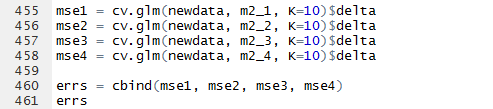 455 mse1 = cv.glm(newdata, m2_1, K=10)$delta
456 mse2 = cv.glm(newdata, m2_2, K=10)$delta
457 mse3 = cv.glm(newdata, m2_3, K=10)$delta
458 mse4 = cv.glm(newdata, m2_4, K=10)$delta
459
460 errs = cbind(mse1, mse2, mse3, mse4)
461 errs